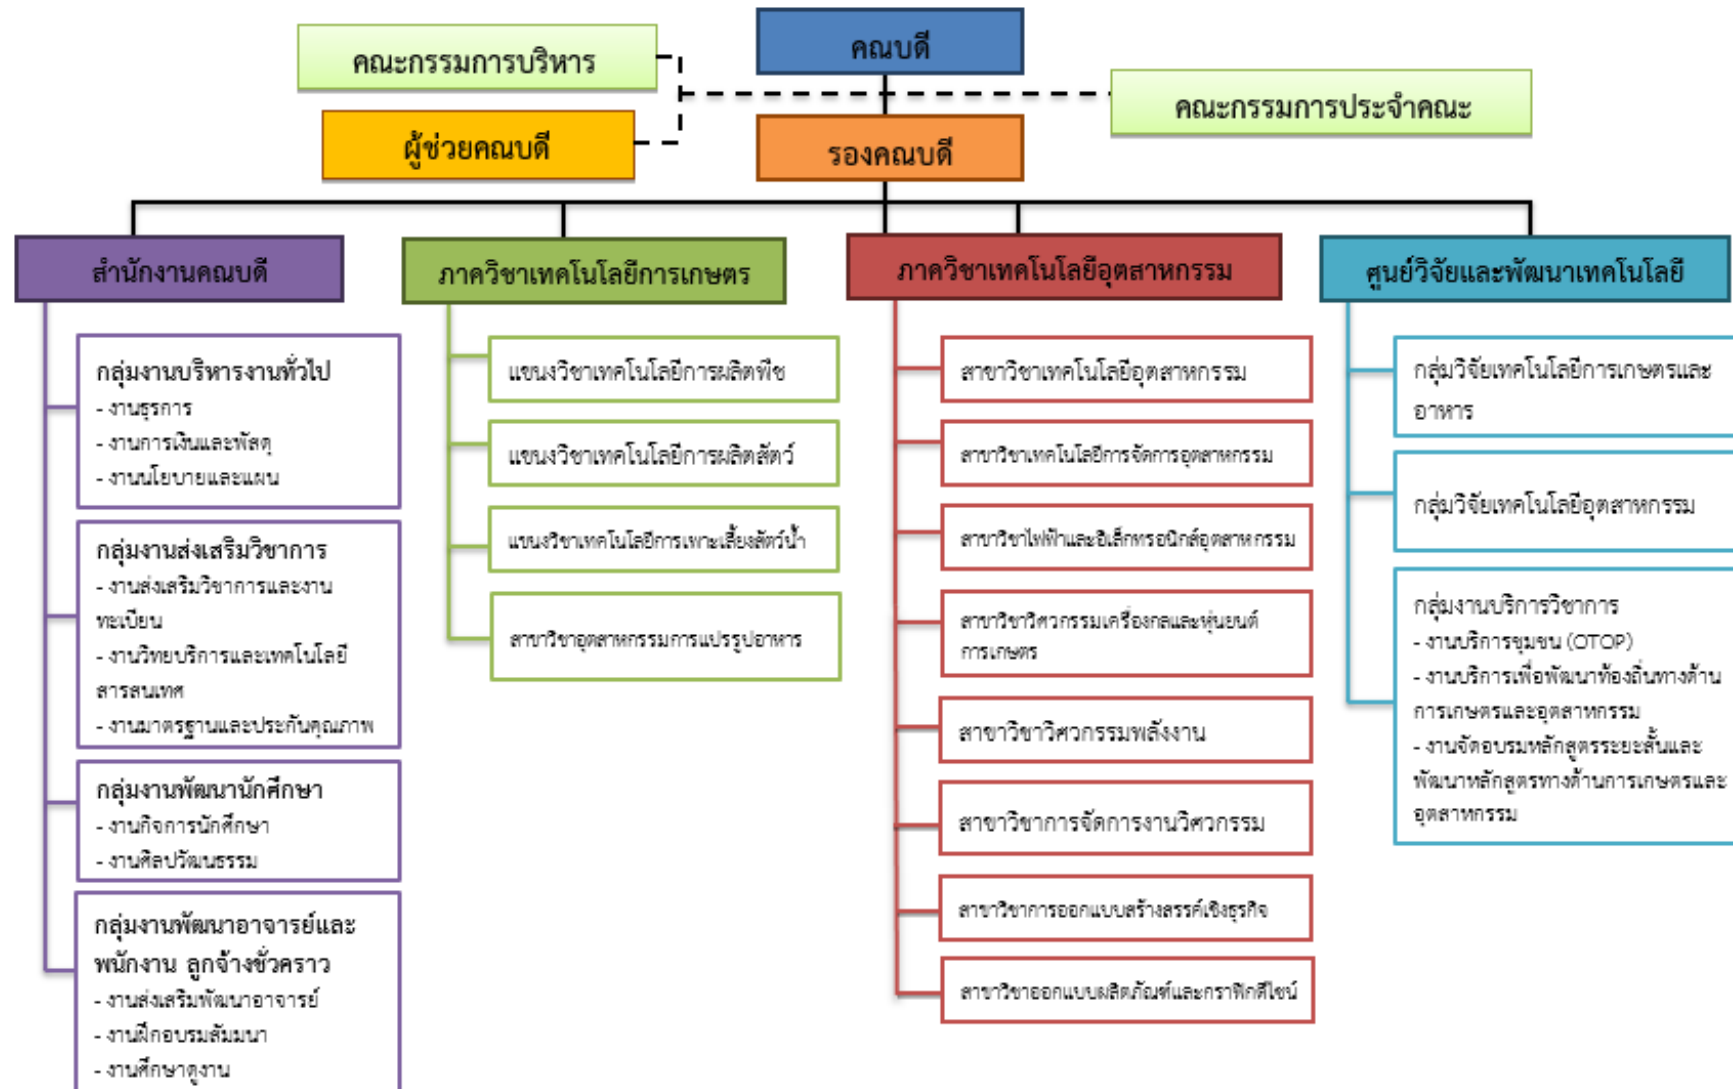 คณบดี
คณะกรรมการบริหาร
คณะกรรมการประจำคณะ
ผู้ช่วยคณบดี
รองคณบดี
สำนักงานคณบดี
กลุ่มงานบริหารงานทั่วไป
- งานธุรการ
- งานการเงินและพัสดุ
- งานนโยบายและแผน
กลุ่มงานส่งเสริมวิชาการ
- งานส่งเสริมวิชาการและงาน
ทะเบียน
- งานวิทยบริการและเทคโนโลยี
สารสนเทศ
- งานมาตรฐานและประกันคุณภาพ
กลุ่มงานพัฒนานักศึกษา
- งานกิจการนักศึกษา
- งานศิลปวัฒนธรรม
กลุ่มงานพัฒนาอาจารย์และ
พนักงาน ลูกจ้างชั่วคราว
- งานส่งเสริมพัฒนาอาจารย์
- งานฝึกอบรมสัมมนา
- งานศึกษาดูงาน
ภาควิชาเทคโนโลยีการเกษตร
แขนงวิชาเทคโนโลยีการผลิตพืช
แขนงวิชาเทคโนโลยีการผลิตสัตว์
แขนงวิชาเทคโนโลยีการเพาะเลี้ยงสัตว์น้ำ
สาขาวิชาอุตสาหกรรมการแปรรูปอาหาร
ภาควิชาเทคโนโลยีอุตสาหกรรม
สาขาวิชาเทคโนโลยีอุตสาหกรรม
สาขาวิชาเทคโนโลยีการจัดการอุตสาหกรรม
สาขาวิชาไฟฟ้าและอิเล็กทรอนิกส์อุตสาหกรรม
สาขาวิชาวิศวกรรมเครื่องกลและหุ่นยนต์
การเกษตร
สาขาวิชาวิศวกรรมพลังงาน
สาขาวิชาการจัดการงานวิศวกรรม
สาขาวิชาการออกแบบสร้างสรรค์เชิงธุรกิจ
สาขาวิชาออกแบบผลิตภัณฑ์และกราฟิกดีไซน์
ศูนย์วิจัยและพัฒนาเทคโนโลยี
กลุ่มวิจัยเทคโนโลยีการเกษตรและ
อาหาร
กลุ่มวิจัยเทคโนโลยีอุตสาหกรรม
กลุ่มงานบริการวิชาการ
- งานบริการชุมชน (OTOP)
- งานบริการเพื่อพัฒนาท้องถิ่นทางด้าน
การเกษตรและอุตสาหกรรม
- งานจัดอบรมหลักสูตรระยะสั้นและ
พัฒนาหลักสูตรทางด้านการเกษตรและ
อุตสาหกรรม